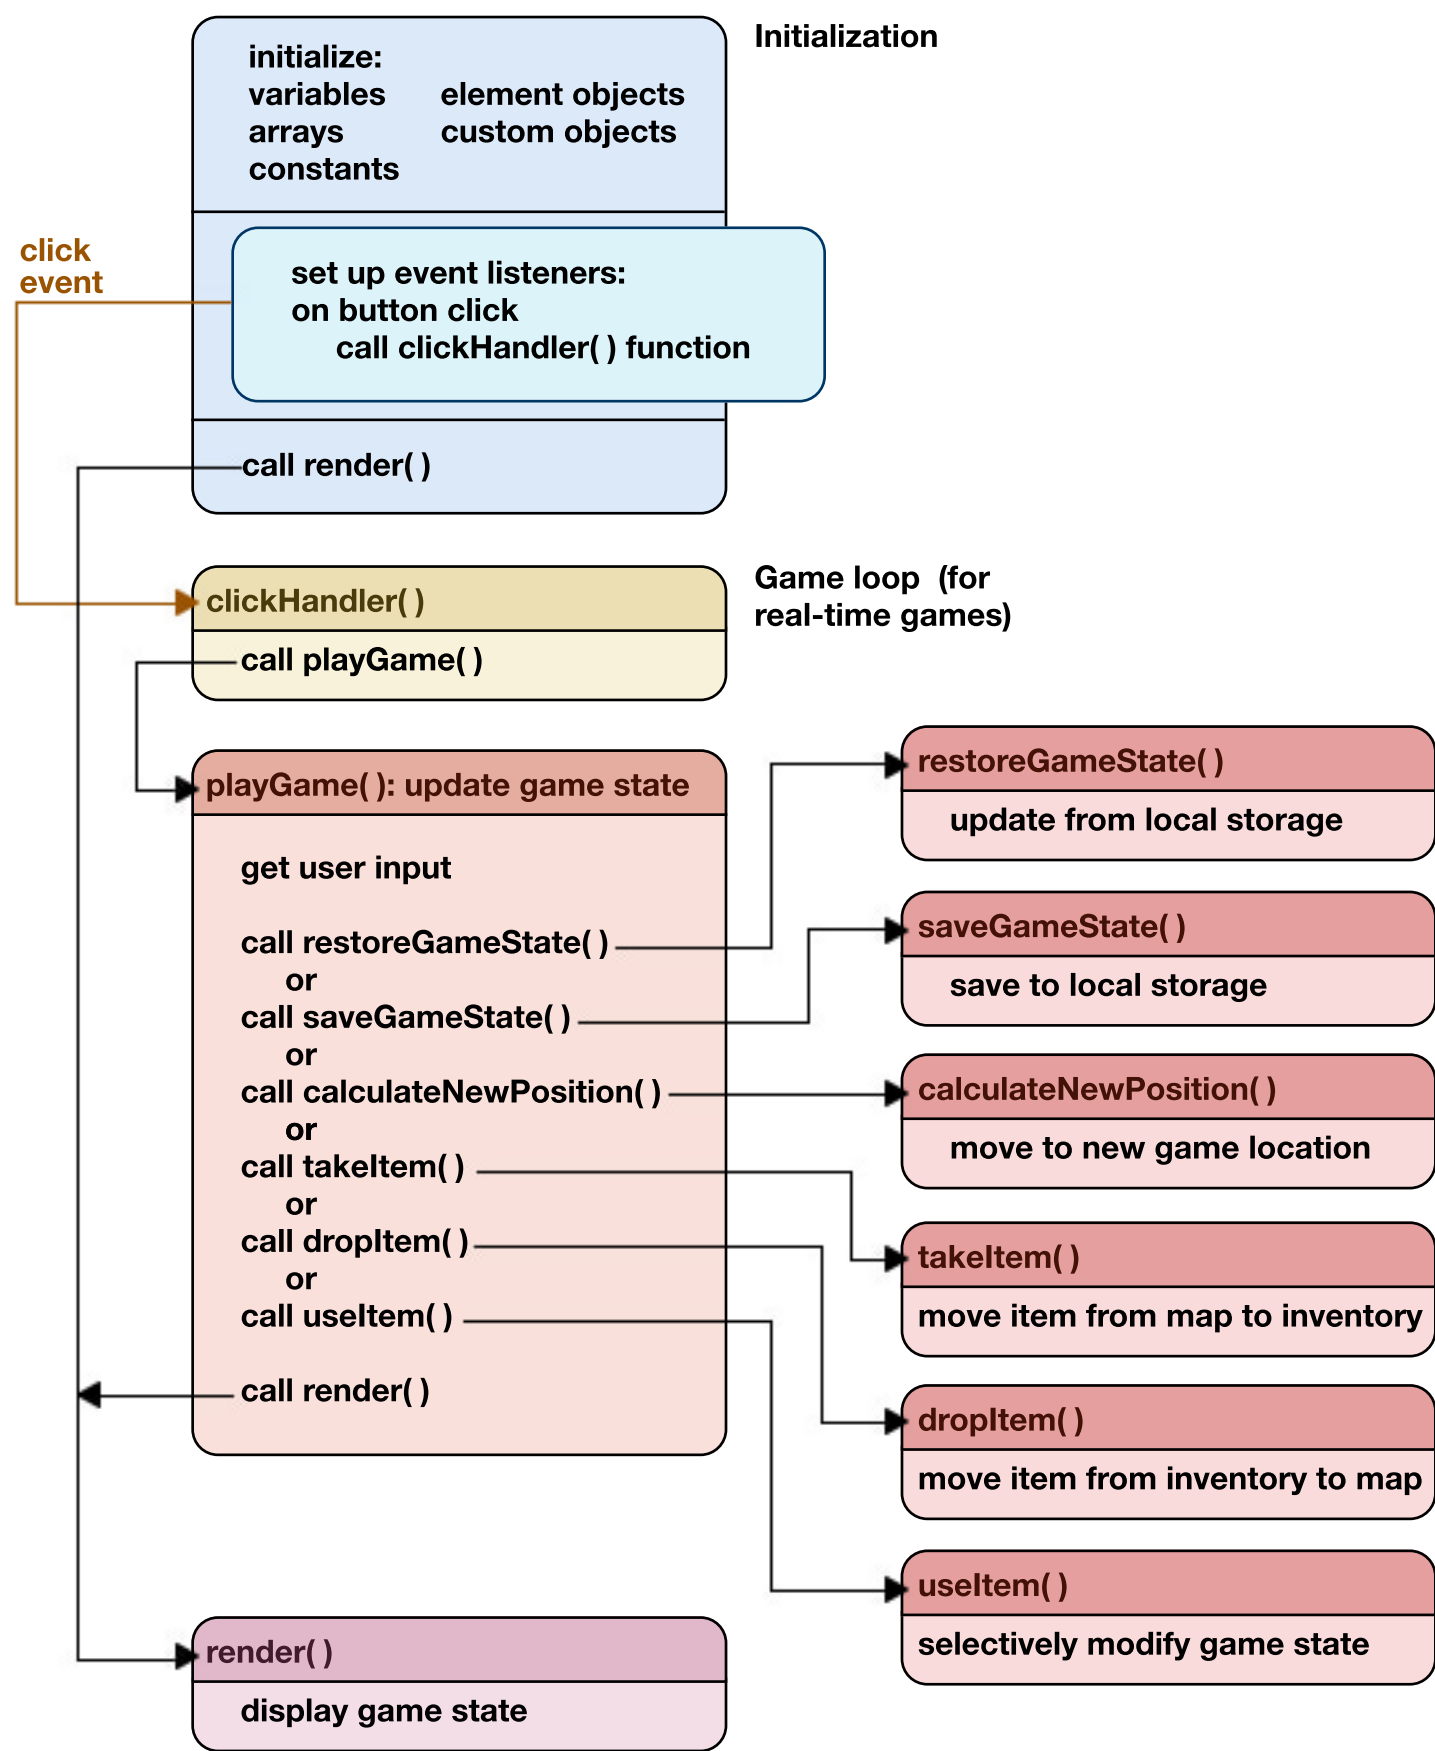 Initialization
initialize:
variables element objects
arrays custom objects
constants
click
event
set up event listeners:
on button click
call clickHandler( ) function
call render( )
Game loop (for
real-time games)
clickHandler( )
call playGame( )
playGame( ): update game state
get user input
call restoreGameState( )
or
call saveGameState( )
or
call calculateNewPosition( )
or
call takeItem( )
or
call dropItem( )
or
call useItem( )
call render( )
restoreGameState( )
update from local storage
saveGameState( )
save to local storage
calculateNewPosition( )
move to new game location
takeItem( )
move item from map to inventory
dropItem( )
move item from inventory to map
useItem( )
selectively modify game state
render( )
display game state